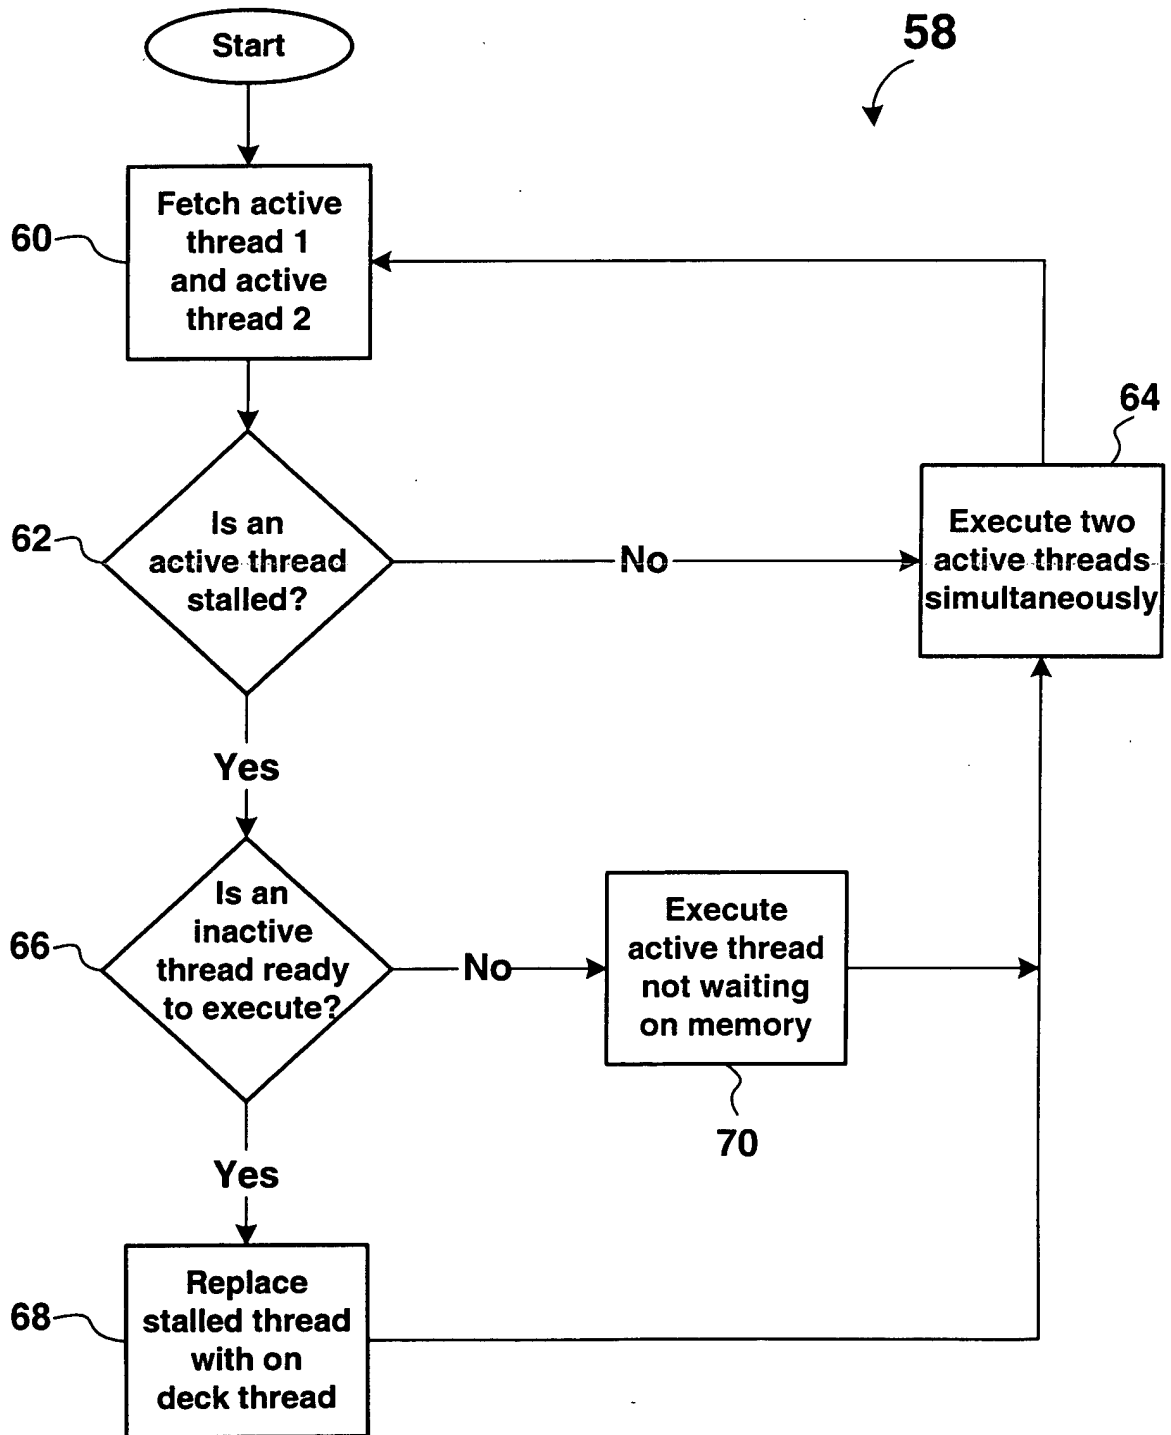 Start
58
Fetch active
thread 1
and active
thread 2
60
64
Is an
active thread
stalled?
62
No
Execute two
active threads
simultaneously
Yes
Is an
inactive
thread ready
to execute?
66
No
Execute
active thread
not waiting
on memory
70
Yes
Replace
stalled thread
with on
deck thread
68